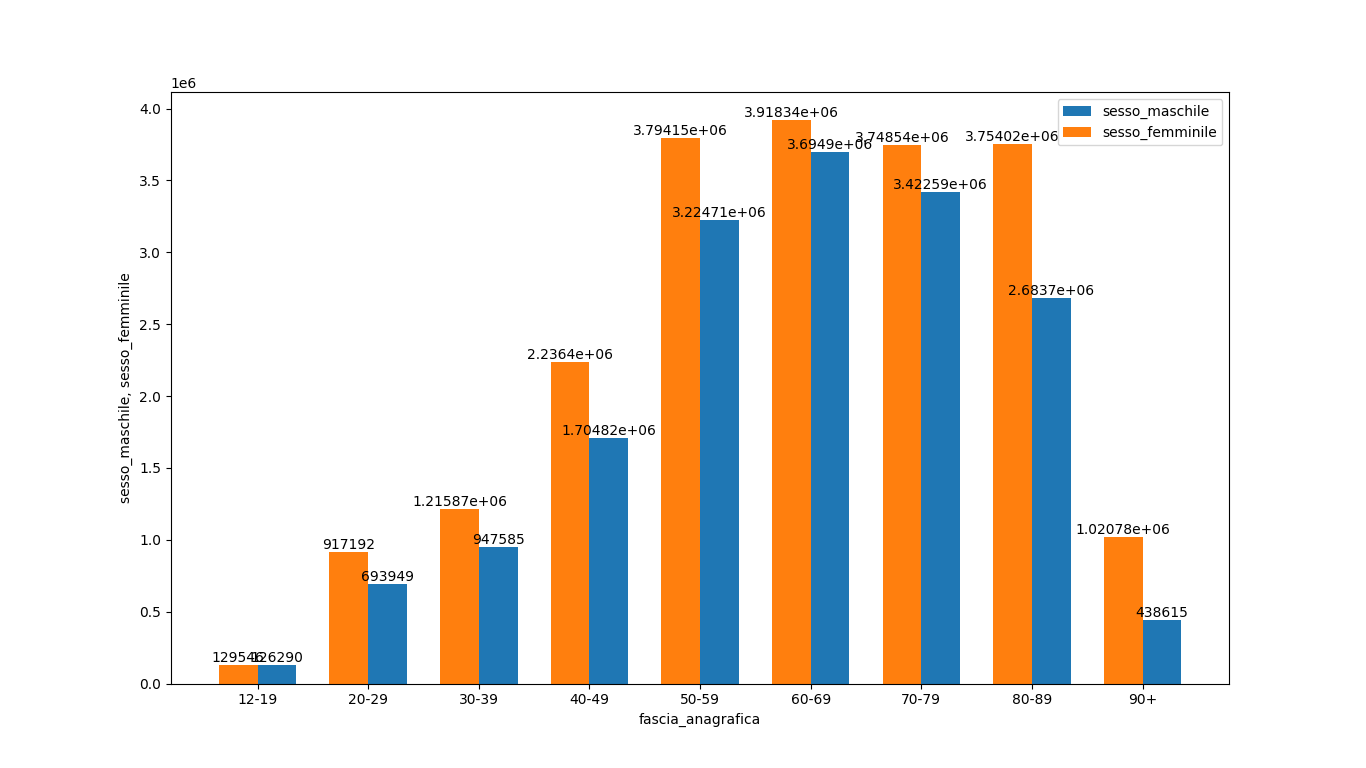 1e6
4.0
3.5
3.0
2.5
2.0
1.5
1.0
0.5
0.0
sesso_maschile, sesso_femminile
sesso_maschile
sesso_femminile
129546
126290
917192
693949
1.21587e+06
947585
2.2364e+06
1.70482e+06
3.79415e+06
3.22471e+06
3.91834e+06
3.6949e+06
3.74854e+06
3.42259e+06
3.75402e+06
2.6837e+06
1.02078e+06
438615
12-19
20-29
30-39
40-49
50-59
60-69
70-79
80-89
90+
fascia_anagrafica